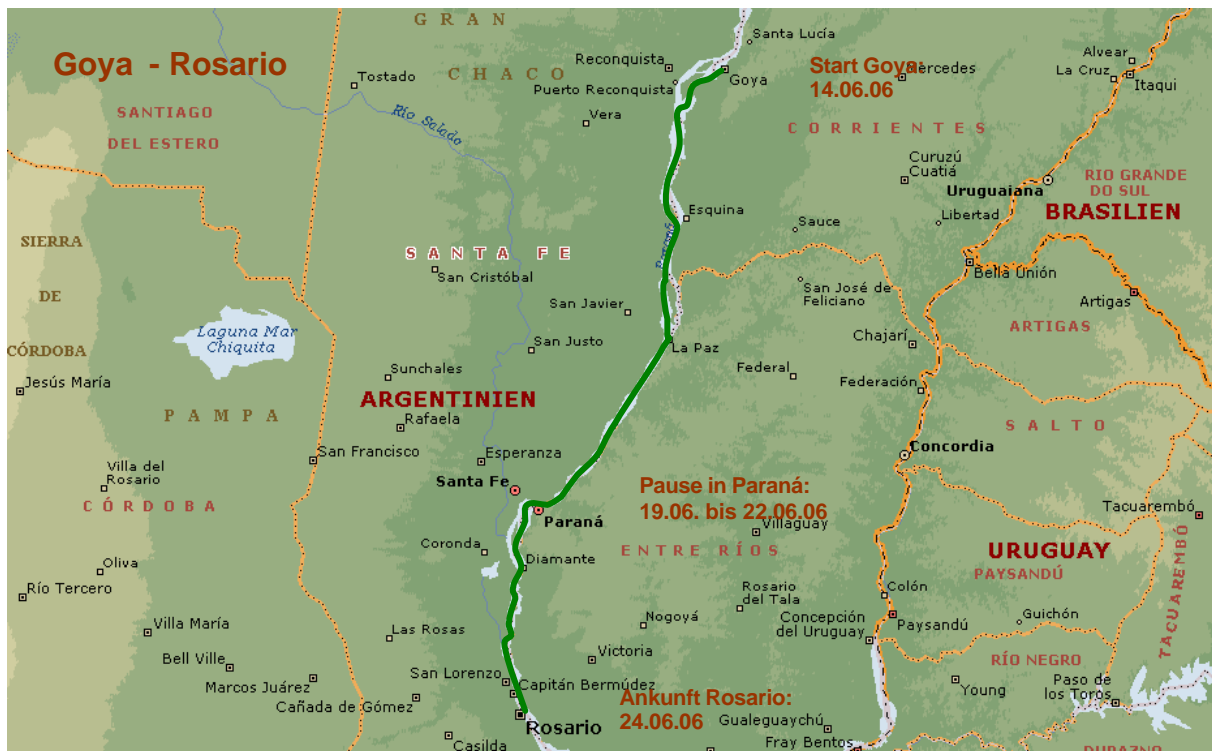 GRAN
CHACO
Goya - Rosario
Santa Lucía
Reconquista
Goya
Puerto Reconquista
Tostado
Vera
Start Goya:
14.06.06
Mercedes
Alvear
La Cruz
Itaqui
SANTIAGO
DEL ESTERO
Río Salado
CORRIENTES
Curuzú
Cuatiá
Uruguaiana
RIO GRANDE
DO SUL
BRASILIEN
Esquina
Sauce
Libertad
SIERRA
DE
CÓRDOBA
SANTA FE
San Cristóbal
Paraná
Bella Unión
San José de
Feliciano
Artigas
San Javier
ARTIGAS
Laguna Mar
Chiquita
San Justo
La Paz
Chajarí
Jesús María
Sunchales
Federal
Federación
ARGENTINIEN
PAMPA
Rafaela
SALTO
San Francisco
Esperanza
Concordia
Villa del
Rosario
Santa Fe
Pause in Paraná:
19.06. bis 22.06.06
CÓRDOBA
Paraná
Villaguay
Tacuarembó
Coronda
ENTRE RÍOS
URUGUAY
Oliva
Diamante
PAYSANDÚ
TACUAREMBÓ
Río Tercero
Rosario
del Tala
Colón
Villa María
Las Rosas
Nogoyá
Concepción
del Uruguay
Paysandú
Guichón
Bell Ville
Victoria
RÍO NEGRO
Marcos Juárez
San Lorenzo
Capitán Bermúdez
Young
Paso de
los Toros
Cañada de Gómez
Ankunft Rosario:
24.06.06
Rosario
Gualeguaychú
Casilda
Fray Bentos
DURAZNO